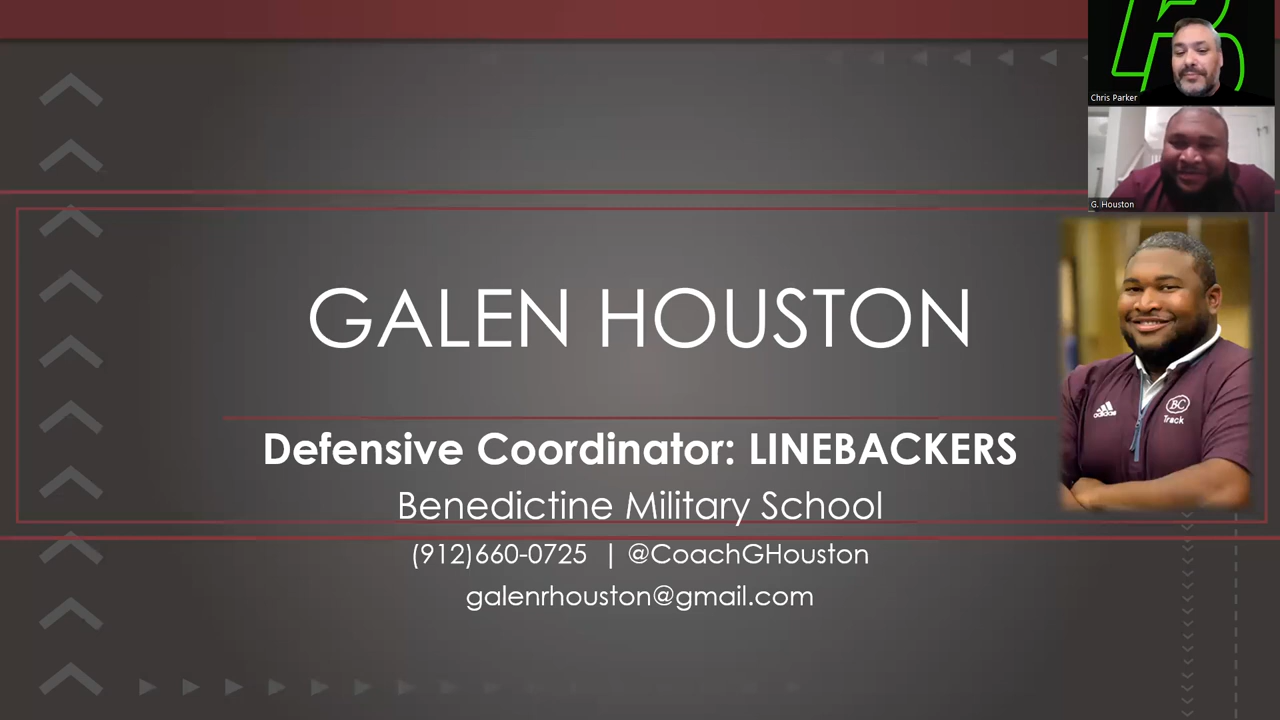 Chris Parker
G. Houston
GALEN HOUSTON
BC
adidas
Track
Defensive Coordinator: LINEBACKERS
Benedictine Military School
(912)660-0725 | @CoachGHouston
galenrhouston@gmail.com